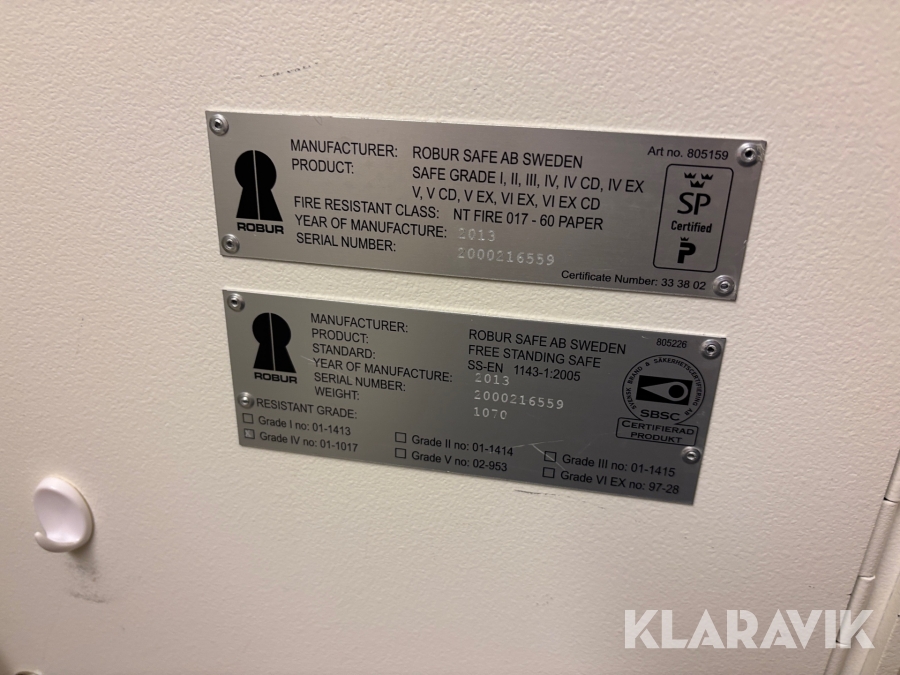 MANUFACTURER: ROBUR SAFE AB SWEDEN
Art no. 805159
PRODUCT: SAFE GRADE I, II, III, IV, IV CD, IV EX
V, V CD, V EX, VI EX, VI EX CD
FIRE RESISTANT CLASS: NT FIRE 017 - 60 PAPER
YEAR OF MANUFACTURE: 2013
SERIAL NUMBER: 2000216559
ROBUR
SP
Certified
P
Certificate Number: 33 38 02
MANUFACTURER: ROBUR SAFE AB SWEDEN
805226
PRODUCT: FREE STANDING SAFE
STANDARD: SS-EN 1143-1:2005
YEAR OF MANUFACTURE: 2013
SERIAL NUMBER: 2000216559
WEIGHT: 1070
ROBUR
SVENSK BRAND & SÄKERHETSCERTIFIERING AB
SBSC
CERTIFIERAD
PRODUKT
RESISTANT GRADE:
Grade I no: 01-1413
Grade II no: 01-1414
Grade III no: 01-1415
Grade IV no: 01-1017
Grade V no: 02-953
Grade VI EX no: 97-28
KLARAVIK